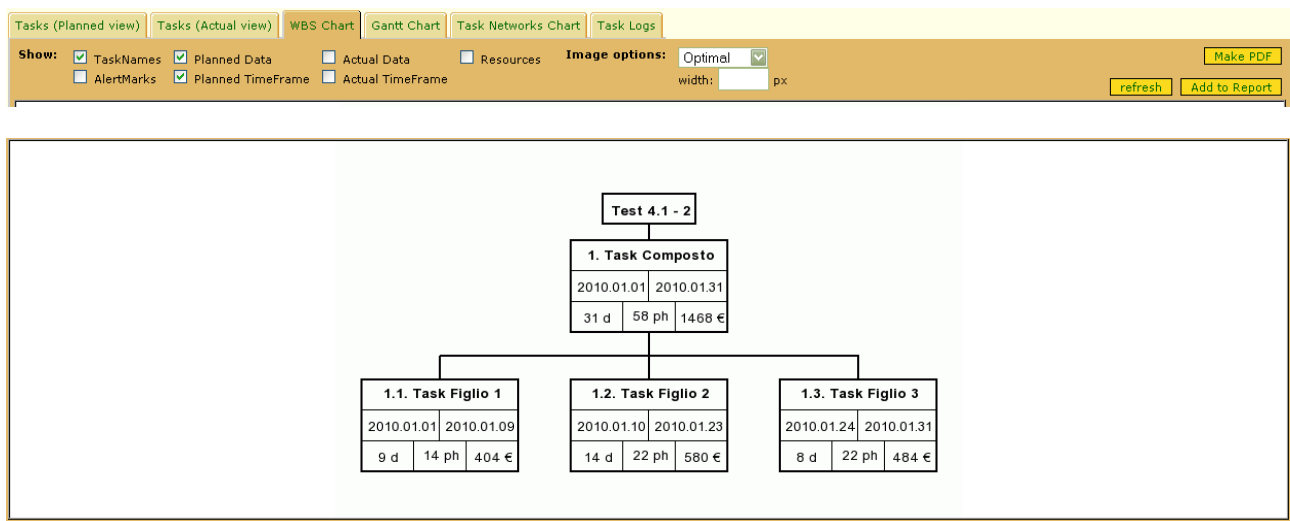 Tasks (Planned view) Tasks (Actual view) WBS Chart Gantt Chart Task Networks Chart Task Logs
Show: TaskNames Planned Data Actual Data Resources Image options: Optimal Make PDF
AlertMarks Planned TimeFrame Actual TimeFrame width: px refresh Add to Report
Test 4.1 - 2
1. Task Composto
2010.01.01 2010.01.31
31 d 58 ph 1468 €
1.1. Task Figlio 1 1.2. Task Figlio 2 1.3. Task Figlio 3
2010.01.01 2010.01.09 2010.01.10 2010.01.23 2010.01.24 2010.01.31
9 d 14 ph 404 € 14 d 22 ph 580 € 8 d 22 ph 484 €